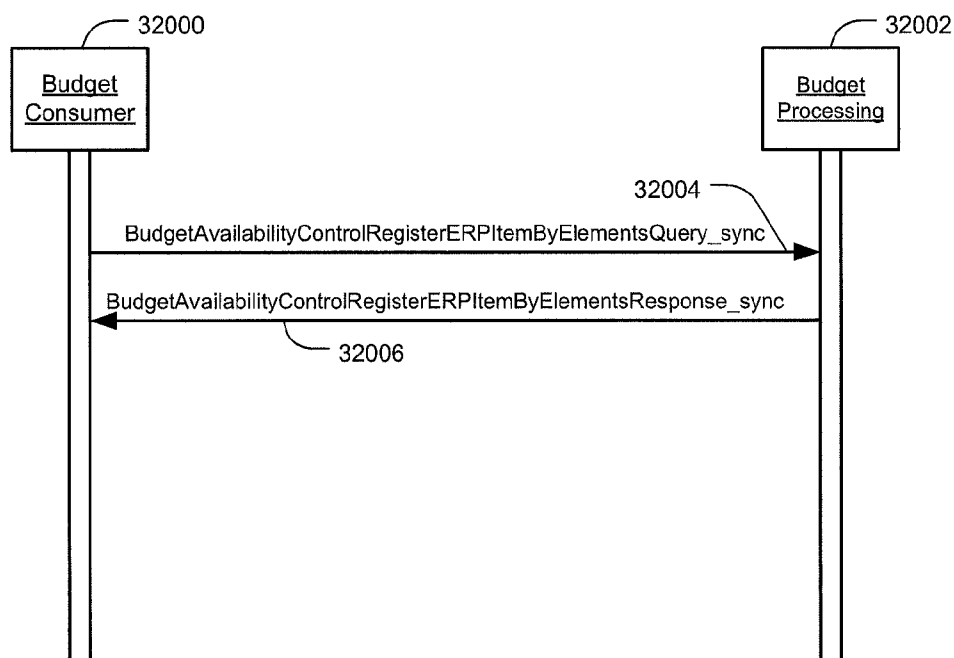 32000
32002
Budget
Consumer
Budget
Processing
32004
BudgetAvailabilityControlRegisterERPItemByElementsQuery_sync
BudgetAvailabilityControlRegisterERPItemByElementsResponse_sync
32006